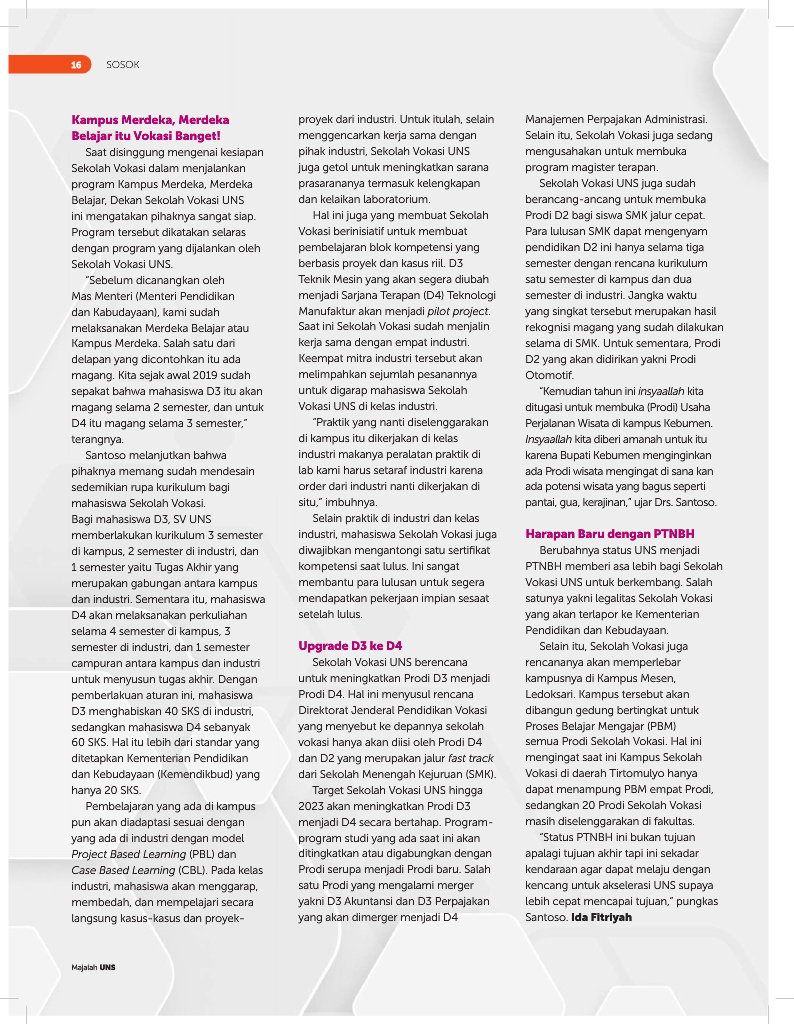 16 SOSOK
Kampus Merdeka, Merdeka
Belajar itu Vokasi Banget!
Saat disinggung mengenai kesiapan
Sekolah Vokasi dalam menjalankan
program Kampus Merdeka, Merdeka
Belajar, Dekan Sekolah Vokasi UNS
ini mengatakan pihaknya sangat siap.
Program tersebut dikatakan selaras
dengan program yang dijalankan oleh
Sekolah Vokasi UNS.
“Sebelum dicanangkan oleh
Mas Menteri (Menteri Pendidikan
dan Kabudayaan), kami sudah
melaksanakan Merdeka Belajar atau
Kampus Merdeka. Salah satu dari
delapan yang dicontohkan itu ada
magang. Kita sejak awal 2019 sudah
sepakat bahwa mahasiswa D3 itu akan
magang selama 2 semester, dan untuk
D4 itu magang selama 3 semester,”
terangnya.
Santoso melanjutkan bahwa
pihaknya memang sudah mendesain
sedemikian rupa kurikulum bagi
mahasiswa Sekolah Vokasi.
Bagi mahasiswa D3, SV UNS
memberlakukan kurikulum 3 semester
di kampus, 2 semester di industri, dan
1 semester yaitu Tugas Akhir yang
merupakan gabungan antara kampus
dan industri. Sementara itu, mahasiswa
D4 akan melaksanakan perkuliahan
selama 4 semester di kampus, 3
semester di industri, dan 1 semester
campuran antara kampus dan industri
untuk menyusun tugas akhir. Dengan
pemberlakuan aturan ini, mahasiswa
D3 menghabiskan 40 SKS di industri,
sedangkan mahasiswa D4 sebanyak
60 SKS. Hal itu lebih dari standar yang
ditetapkan Kementerian Pendidikan
dan Kebudayaan (Kemendikbud) yang
hanya 20 SKS.
Pembelajaran yang ada di kampus
pun akan diadaptasi sesuai dengan
yang ada di industri dengan model
Project Based Learning (PBL) dan
Case Based Learning (CBL). Pada kelas
industri, mahasiswa akan menggarap,
membedah, dan mempelajari secara
langsung kasus-kasus dan proyek-
proyek dari industri. Untuk itulah, selain
menggencarkan kerja sama dengan
pihak industri, Sekolah Vokasi UNS
juga getol untuk meningkatkan sarana
prasarananya termasuk kelengkapan
dan kelaikan laboratorium.
Hal ini juga yang membuat Sekolah
Vokasi berinisiatif untuk membuat
pembelajaran blok kompetensi yang
berbasis proyek dan kasus riil. D3
Teknik Mesin yang akan segera diubah
menjadi Sarjana Terapan (D4) Teknologi
Manufaktur akan menjadi pilot project.
Saat ini Sekolah Vokasi sudah menjalin
kerja sama dengan empat industri.
Keempat mitra industri tersebut akan
melimpahkan sejumlah pesanannya
untuk digarap mahasiswa Sekolah
Vokasi UNS di kelas industri.
“Praktik yang nanti diselenggarakan
di kampus itu dikerjakan di kelas
industri makanya peralatan praktik di
lab kami harus setaraf industri karena
order dari industri nanti dikerjakan di
situ,” imbuhnya.
Selain praktik di industri dan kelas
industri, mahasiswa Sekolah Vokasi juga
diwajibkan mengantongi satu sertifikat
kompetensi saat lulus. Ini sangat
membantu para lulusan untuk segera
mendapatkan pekerjaan impian sesaat
setelah lulus.
Upgrade D3 ke D4
Sekolah Vokasi UNS berencana
untuk meningkatkan Prodi D3 menjadi
Prodi D4. Hal ini menyusul rencana
Direktorat Jenderal Pendidikan Vokasi
yang menyebut ke depannya sekolah
vokasi hanya akan diisi oleh Prodi D4
dan D2 yang merupakan jalur fast track
dari Sekolah Menengah Kejuruan (SMK).
Target Sekolah Vokasi UNS hingga
2023 akan meningkatkan Prodi D3
menjadi D4 secara bertahap. Program-
program studi yang ada saat ini akan
ditingkatkan atau digabungkan dengan
Prodi serupa menjadi Prodi baru. Salah
satu Prodi yang mengalami merger
yakni D3 Akuntansi dan D3 Perpajakan
yang akan dimerger menjadi D4
Manajemen Perpajakan Administrasi.
Selain itu, Sekolah Vokasi juga sedang
mengusahakan untuk membuka
program magister terapan.
Sekolah Vokasi UNS juga sudah
berancang-ancang untuk membuka
Prodi D2 bagi siswa SMK jalur cepat.
Para lulusan SMK dapat mengenyam
pendidikan D2 ini hanya selama tiga
semester dengan rencana kurikulum
satu semester di kampus dan dua
semester di industri. Jangka waktu
yang singkat tersebut merupakan hasil
rekognisi magang yang sudah dilakukan
selama di SMK. Untuk sementara, Prodi
D2 yang akan didirikan yakni Prodi
Otomotif.
“Kemudian tahun ini insyaallah kita
ditugasi untuk membuka (Prodi) Usaha
Perjalanan Wisata di kampus Kebumen.
Insyaallah kita diberi amanah untuk itu
karena Bupati Kebumen menginginkan
ada Prodi wisata mengingat di sana kan
ada potensi wisata yang bagus seperti
pantai, gua, kerajinan,” ujar Drs. Santoso.
Harapan Baru dengan PTNBH
Berubahnya status UNS menjadi
PTNBH memberi asa lebih bagi Sekolah
Vokasi UNS untuk berkembang. Salah
satunya yakni legalitas Sekolah Vokasi
yang akan terlapor ke Kementerian
Pendidikan dan Kebudayaan.
Selain itu, Sekolah Vokasi juga
rencananya akan memperlebar
kampusnya di Kampus Mesen,
Ledoksari. Kampus tersebut akan
dibangun gedung bertingkat untuk
Proses Belajar Mengajar (PBM)
semua Prodi Sekolah Vokasi. Hal ini
mengingat saat ini Kampus Sekolah
Vokasi di daerah Tirtomulyo hanya
dapat menampung PBM empat Prodi,
sedangkan 20 Prodi Sekolah Vokasi
masih diselenggarakan di fakultas.
“Status PTNBH ini bukan tujuan
apalagi tujuan akhir tapi ini sekadar
kendaraan agar dapat melaju dengan
kencang untuk akselerasi UNS supaya
lebih cepat mencapai tujuan,” pungkas
Santoso. Ida Fitriyah
Majalah UNS